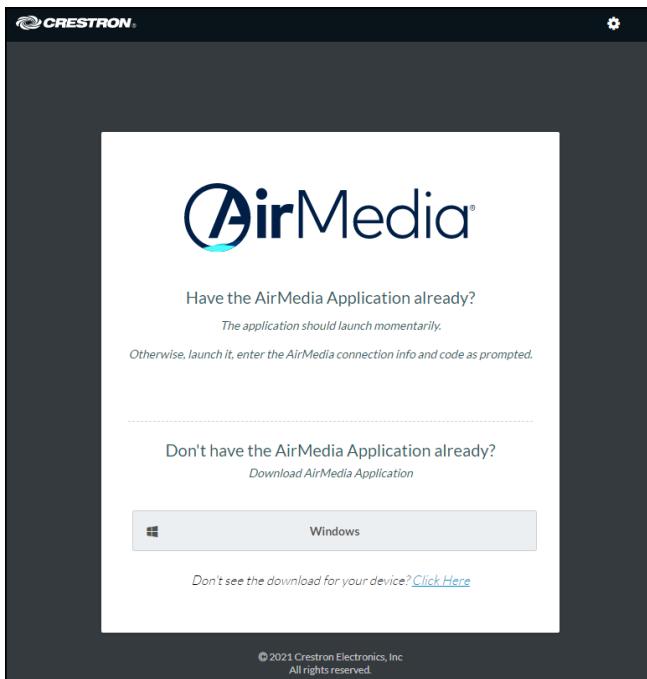 CRESTRON®
AirMedia®
Have the AirMedia Application already?
The application should launch momentarily.
Otherwise, launch it, enter the AirMedia connection info and code as prompted.
Don't have the AirMedia Application already?
Download AirMedia Application
Windows
Don't see the download for your device? Click Here
© 2021 Crestron Electronics, Inc
All rights reserved.